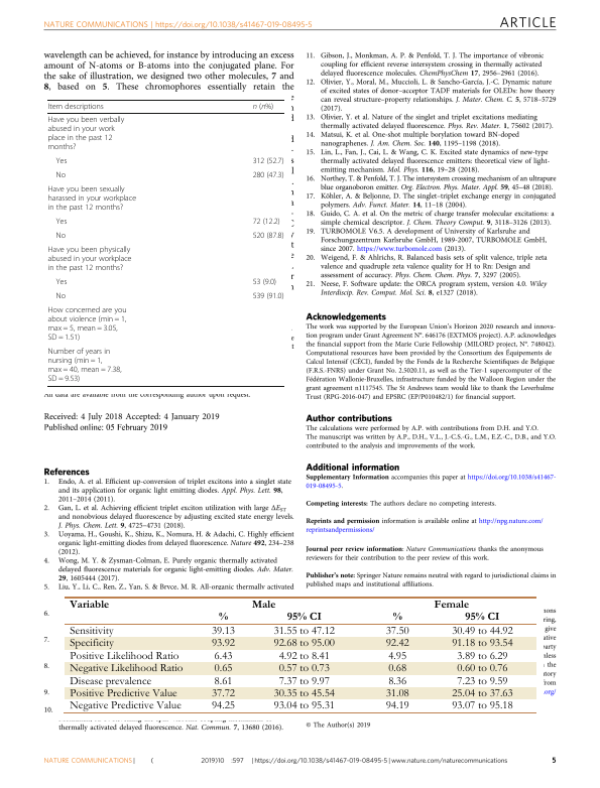 NATURE COMMUNICATIONS | https://doi.org/10.1038/s41467-019-08495-5
ARTICLE
wavelength can be achieved, for instance by introducing an excess
amount of N-atoms or B-atoms into the conjugated plane. For
the sake of illustration, we designed two other molecules, 7 and
8, based on 5. These chromophores essentially retain the
Item descriptions n (n%)
Have you been verbally
abused in your work
place in the past 12
months?
Yes 312 (52.7)
No 280 (47.3)
Have you been sexually
harassed in your workplace
in the past 12 months?
Yes 72 (12.2)
No 520 (87.8)
Have you been physically
abused in your workplace
in the past 12 months?
Yes 53 (9.0)
No 539 (91.0)
How concerned are you
about violence (min = 1,
max = 5, mean = 3.05,
SD = 1.51)
Number of years in
nursing (min = 1,
max = 40, mean = 7.38,
SD = 9.53)
All data are available from the corresponding author upon request.
Received: 4 July 2018 Accepted: 4 January 2019
Published online: 05 February 2019
References
1. Endo, A. et al. Efficient up-conversion of triplet excitons into a singlet state
and its application for organic light emitting diodes. Appl. Phys. Lett. 98,
2011–2014 (2011).
2. Gan, L. et al. Achieving efficient triplet exciton utilization with large ΔEST
and nonobvious delayed fluorescence by adjusting excited state energy levels.
J. Phys. Chem. Lett. 9, 4725–4731 (2018).
3. Uoyama, H., Goushi, K., Shizu, K., Nomura, H. & Adachi, C. Highly efficient
organic light-emitting diodes from delayed fluorescence. Nature 492, 234–238
(2012).
4. Wong, M. Y. & Zysman-Colman, E. Purely organic thermally activated
delayed fluorescence materials for organic light-emitting diodes. Adv. Mater.
29, 1605444 (2017).
5. Liu, Y., Li, C., Ren, Z., Yan, S. & Bryce, M. R. All-organic thermally activated
6.
7.
8.
9.
10.
thermally activated delayed fluorescence. Nat. Commun. 7, 13680 (2016).
11. Gibson, J., Monkman, A. P. & Penfold, T. J. The importance of vibronic
coupling for efficient reverse intersystem crossing in thermally activated
delayed fluorescence molecules. ChemPhysChem 17, 2956–2961 (2016).
12. Olivier, Y., Moral, M., Muccioli, L. & Sancho-García, J.-C. Dynamic nature
of excited states of donor–acceptor TADF materials for OLEDs: how theory
can reveal structure–property relationships. J. Mater. Chem. C. 5, 5718–5729
(2017).
13. Olivier, Y. et al. Nature of the singlet and triplet excitations mediating
thermally activated delayed fluorescence. Phys. Rev. Mater. 1, 75602 (2017).
14. Matsui, K. et al. One-shot multiple borylation toward BN-doped
nanographenes. J. Am. Chem. Soc. 140, 1195–1198 (2018).
15. Lin, L., Fan, J., Cai, L. & Wang, C. K. Excited state dynamics of new-type
thermally activated delayed fluorescence emitters: theoretical view of light-
emitting mechanism. Mol. Phys. 116, 19–28 (2018).
16. Northey, T. & Penfold, T. J. The intersystem crossing mechanism of an ultrapure
blue organoboron emitter. Org. Electron. Phys. Mater. Appl. 59, 45–48 (2018).
17. Köhler, A. & Beljonne, D. The singlet–triplet exchange energy in conjugated
polymers. Adv. Funct. Mater. 14, 11–18 (2004).
18. Guido, C. A. et al. On the metric of charge transfer molecular excitations: a
simple chemical descriptor. J. Chem. Theory Comput. 9, 3118–3126 (2013).
19. TURBOMOLE V6.5. A development of University of Karlsruhe and
Forschungszentrum Karlsruhe GmbH, 1989-2007, TURBOMOLE GmbH,
since 2007. https://www.turbomole.com (2013).
20. Weigend, F. & Ahlrichs, R. Balanced basis sets of split valence, triple zeta
valence and quadruple zeta valence quality for H to Rn: Design and
assessment of accuracy. Phys. Chem. Chem. Phys. 7, 3297 (2005).
21. Neese, F. Software update: the ORCA program system, version 4.0. Wiley
Interdiscip. Rev. Comput. Mol. Sci. 8, e1327 (2018).
Acknowledgements
The work was supported by the European Union's Horizon 2020 research and innova-
tion program under Grant Agreement N°. 646176 (EXTMOS project). A.P. acknowledges
the financial support from the Marie Curie Fellowship (MILORD project, N°. 748042).
Computational resources have been provided by the Consortium des Équipements de
Calcul Intensif (CÉCI), funded by the Fonds de la Recherche Scientifiques de Belgique
(F.R.S.-FNRS) under Grant No. 2.5020.11, as well as the Tier-1 supercomputer of the
Fédération Wallonie-Bruxelles, infrastructure funded by the Walloon Region under the
grant agreement n1117545. The St Andrews team would like to thank the Leverhulme
Trust (RPG-2016-047) and EPSRC (EP/P010482/1) for financial support.
Author contributions
The calculations were performed by A.P. with contributions from D.H. and Y.O.
The manuscript was written by A.P., D.H., V.L., J.-C.S.-G., L.M., E.Z.-C., D.B., and Y.O.
contributed to the analysis and improvements of the work.
Additional information
Supplementary Information accompanies this paper at https://doi.org/10.1038/s41467-
019-08495-5.
Competing interests: The authors declare no competing interests.
Reprints and permission information is available online at http://npg.nature.com/
reprintsandpermissions/
Journal peer review information: Nature Communications thanks the anonymous
reviewers for their contribution to the peer review of this work.
Publisher's note: Springer Nature remains neutral with regard to jurisdictional claims in
published maps and institutional affiliations.
Variable Male Female
% 95% CI % 95% CI
Sensitivity 39.13 31.55 to 47.12 37.50 30.49 to 44.92
Specificity 93.92 92.68 to 95.00 92.42 91.18 to 93.54
Positive Likelihood Ratio 6.43 4.92 to 8.41 4.95 3.89 to 6.29
Negative Likelihood Ratio 0.65 0.57 to 0.73 0.68 0.60 to 0.76
Disease prevalence 8.61 7.37 to 9.97 8.36 7.23 to 9.59
Positive Predictive Value 37.72 30.35 to 45.54 31.08 25.04 to 37.63
Negative Predictive Value 94.25 93.04 to 95.31 94.19 93.07 to 95.18
© The Author(s) 2019
NATURE COMMUNICATIONS | ( 2019)10 :597 | https://doi.org/10.1038/s41467-019-08495-5 | www.nature.com/naturecommunications 5